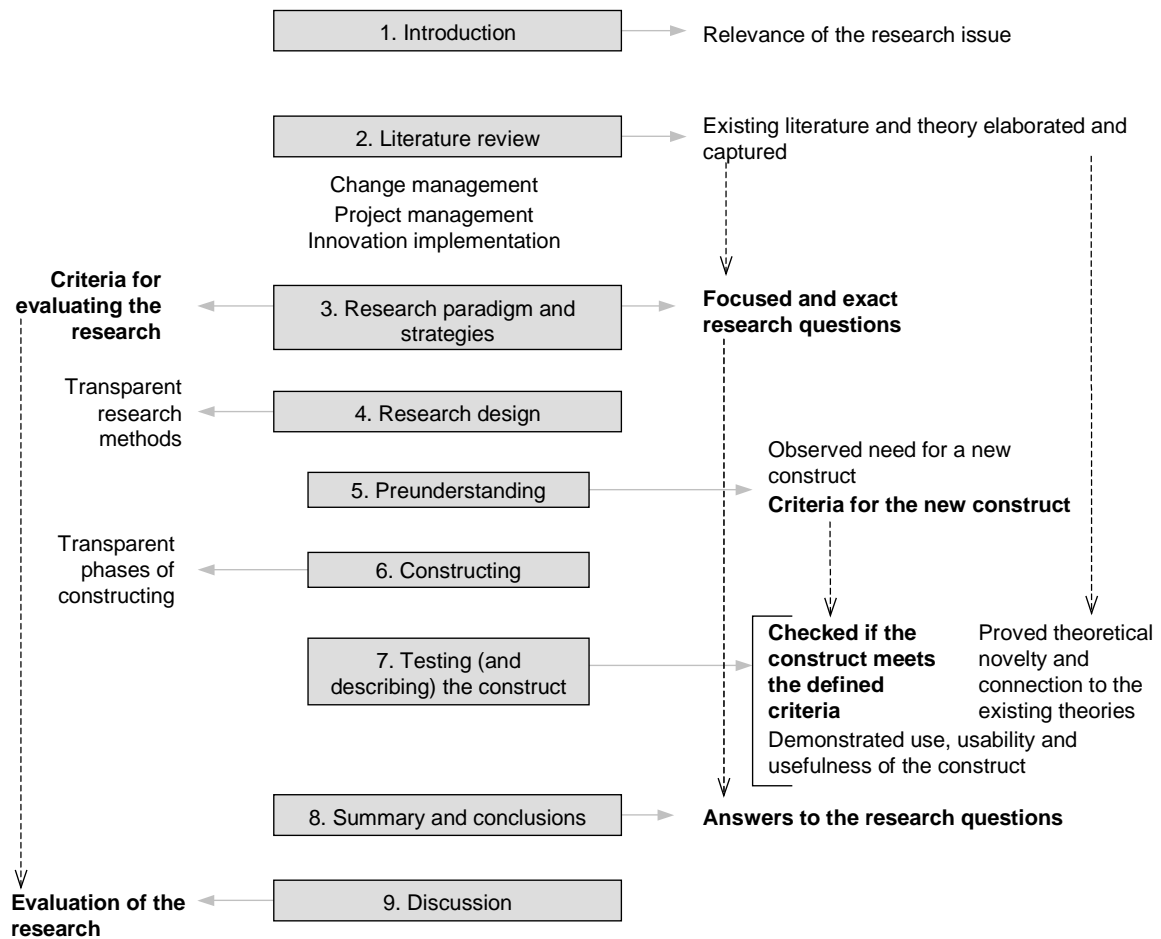 1. Introduction
Relevance of the research issue
2. Literature review
Existing literature and theory elaborated and
captured
Change management
Project management
Innovation implementation
Criteria for
evaluating the
research
3. Research paradigm and
strategies
Focused and exact
research questions
Transparent
research
methods
4. Research design
5. Preunderstanding
Observed need for a new
construct
Criteria for the new construct
Transparent
phases of
constructing
6. Constructing
7. Testing (and
describing) the construct
Checked if the
construct meets
the defined
criteria
Proved theoretical
novelty and
connection to the
existing theories
Demonstrated use, usability and
usefulness of the construct
8. Summary and conclusions
Answers to the research questions
Evaluation of the
research
9. Discussion